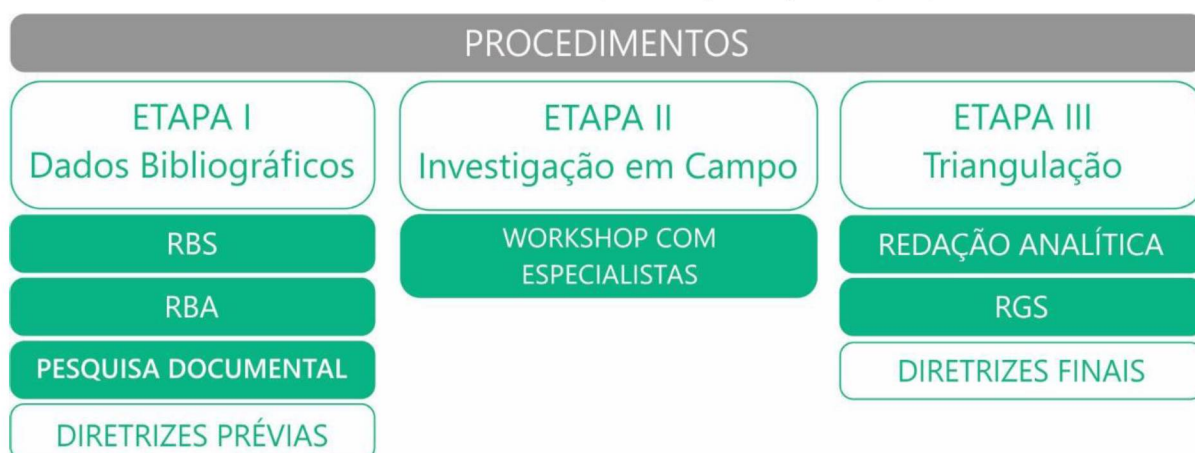 PROCEDIMENTOS
ETAPA I
Dados Bibliográficos
RBS
RBA
PESQUISA DOCUMENTAL
DIRETRIZES PRÉVIAS
ETAPA II
Investigação em Campo
WORKSHOP COM
ESPECIALISTAS
ETAPA III
Triangulação
REDAÇÃO ANALÍTICA
RGS
DIRETRIZES FINAIS